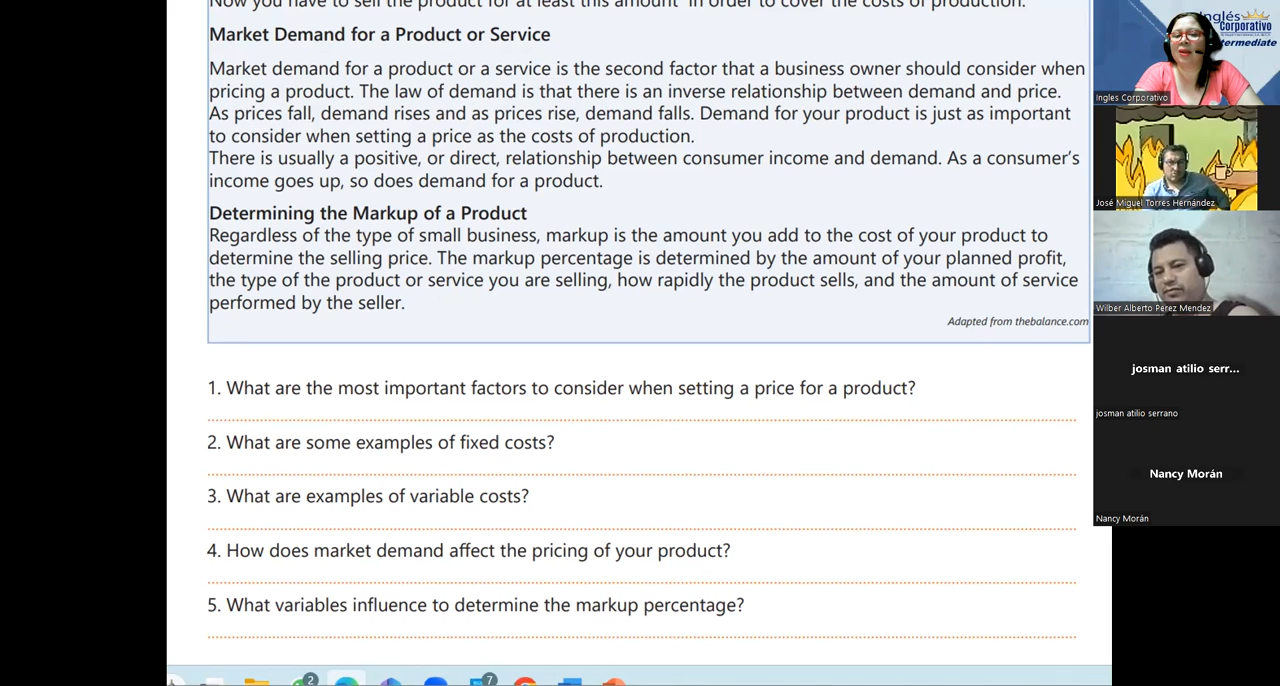 Now you have to sell the product for at least this amount in order to cover the costs of production.
Market Demand for a Product or Service
Market demand for a product or a service is the second factor that a business owner should consider when
pricing a product. The law of demand is that there is an inverse relationship between demand and price.
As prices fall, demand rises and as prices rise, demand falls. Demand for your product is just as important
to consider when setting a price as the costs of production.
There is usually a positive, or direct, relationship between consumer income and demand. As a consumer's
income goes up, so does demand for a product.
Determining the Markup of a Product
Regardless of the type of small business, markup is the amount you add to the cost of your product to
determine the selling price. The markup percentage is determined by the amount of your planned profit,
the type of the product or service you are selling, how rapidly the product sells, and the amount of service
performed by the seller.
Adapted from thebalance.com
1. What are the most important factors to consider when setting a price for a product?
2. What are some examples of fixed costs?
3. What are examples of variable costs?
4. How does market demand affect the pricing of your product?
5. What variables influence to determine the markup percentage?
2
7
Inglés
Corporativo
Ingles Corporativo
José Miguel Torres Hernández
Wilber Alberto Perez Mendez
josman atilio serr...
josman atilio serrano
Nancy Morán
Nancy Morán